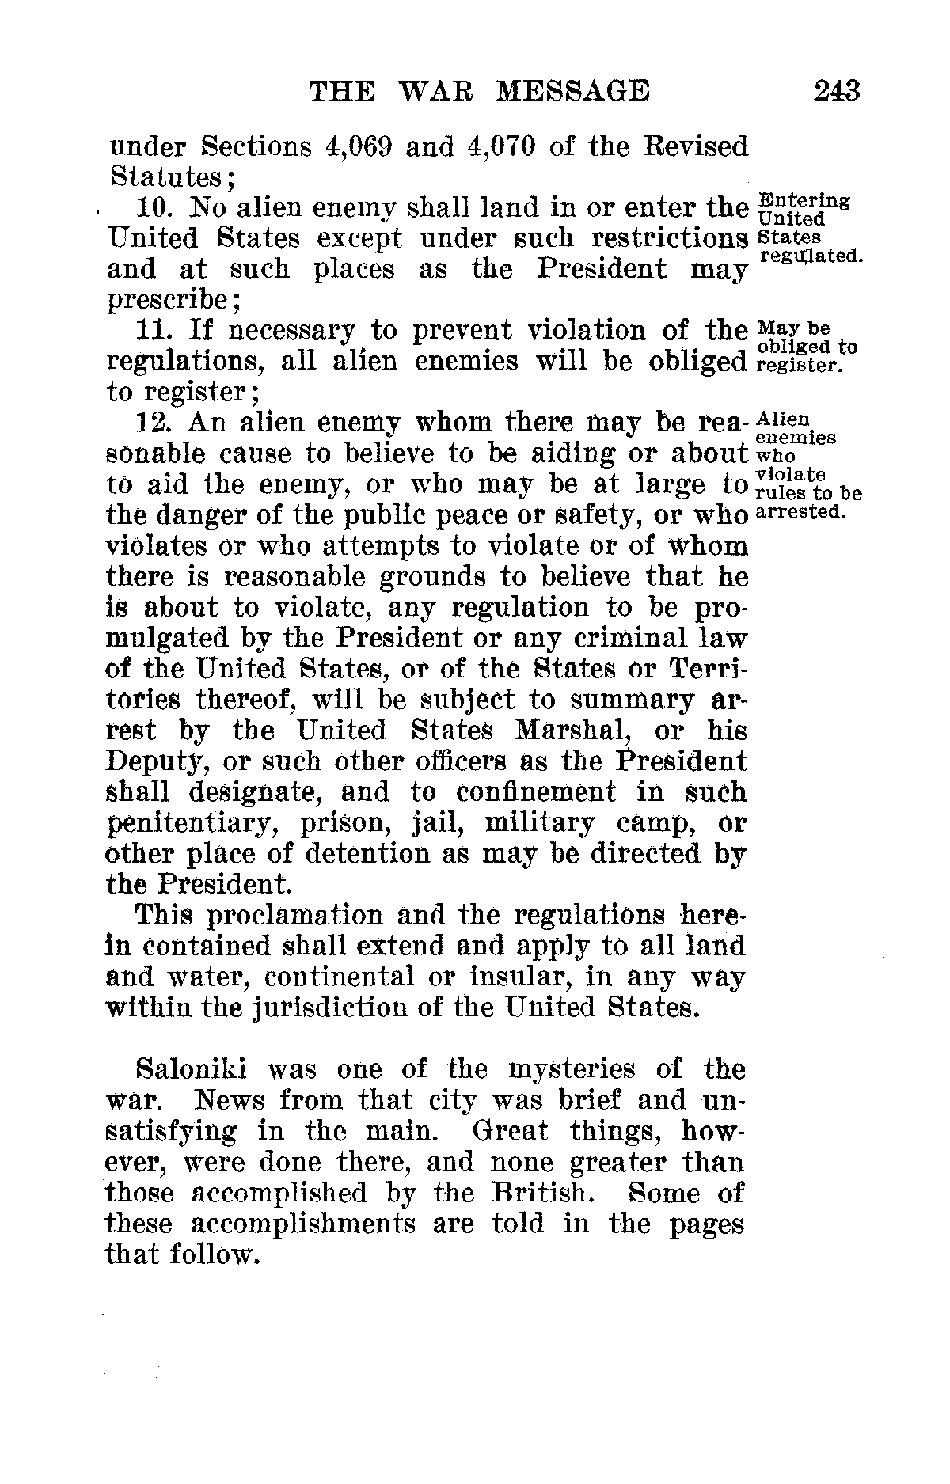 THE WAR MESSAGE 243
under Sections 4,069 and 4,070 of the Revised
Statutes;
10. No alien enemy shall land in or enter the
United States except under such restrictions
and at such places as the President may
prescribe;
Entering
United
States
regulated.
11. If necessary to prevent violation of the
regulations, all alien enemies will be obliged
to register;
May be
obliged to
register.
12. An alien enemy whom there may be rea-
sonable cause to believe to be aiding or about
to aid the enemy, or who may be at large to
the danger of the public peace or safety, or who
violates or who attempts to violate or of whom
there is reasonable grounds to believe that he
is about to violate, any regulation to be pro-
mulgated by the President or any criminal law
of the United States, or of the States or Terri-
tories thereof, will be subject to summary ar-
rest by the United States Marshal, or his
Deputy, or such other officers as the President
shall designate, and to confinement in such
penitentiary, prison, jail, military camp, or
other place of detention as may be directed by
the President.
Alien
enemies
who
violate
rules to be
arrested.
This proclamation and the regulations here-
in contained shall extend and apply to all land
and water, continental or insular, in any way
within the jurisdiction of the United States.
Saloniki was one of the mysteries of the
war. News from that city was brief and un-
satisfying in the main. Great things, how-
ever, were done there, and none greater than
those accomplished by the British. Some of
these accomplishments are told in the pages
that follow.